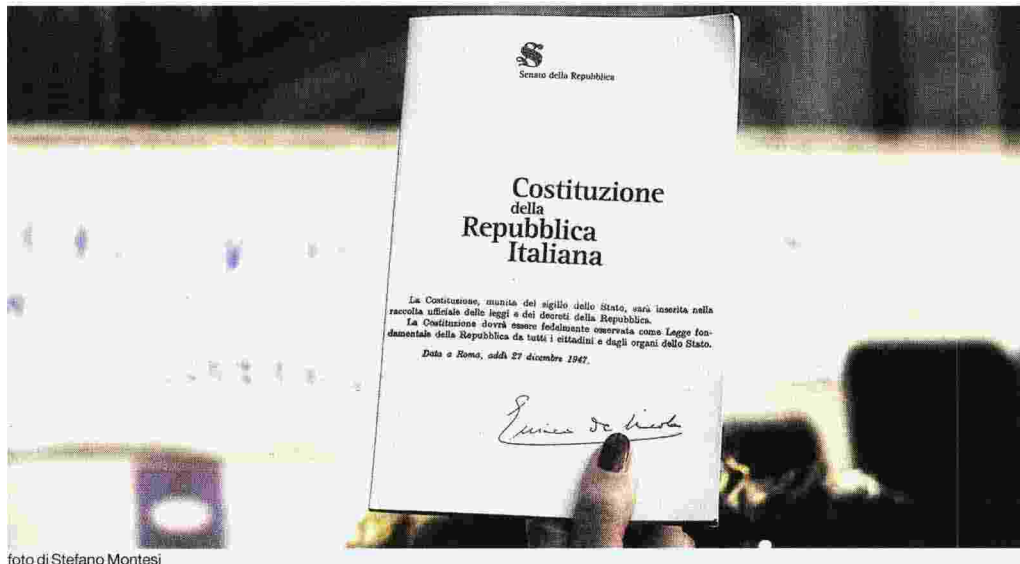 S
Senato della Repubblica
Costituzione
della
Repubblica
Italiana
La Costituzione, munita del sigillo dello Stato, sarà inserita nella
raccolta ufficiale delle leggi e dei decreti della Repubblica.
La Costituzione dovrà essere fedelmente osservata come Legge fon-
damentale della Repubblica da tutti i cittadini e dagli organi dello Stato.
Data a Roma, addì 27 dicembre 1947.
Enrico de Nicola
foto di Stefano Montesi